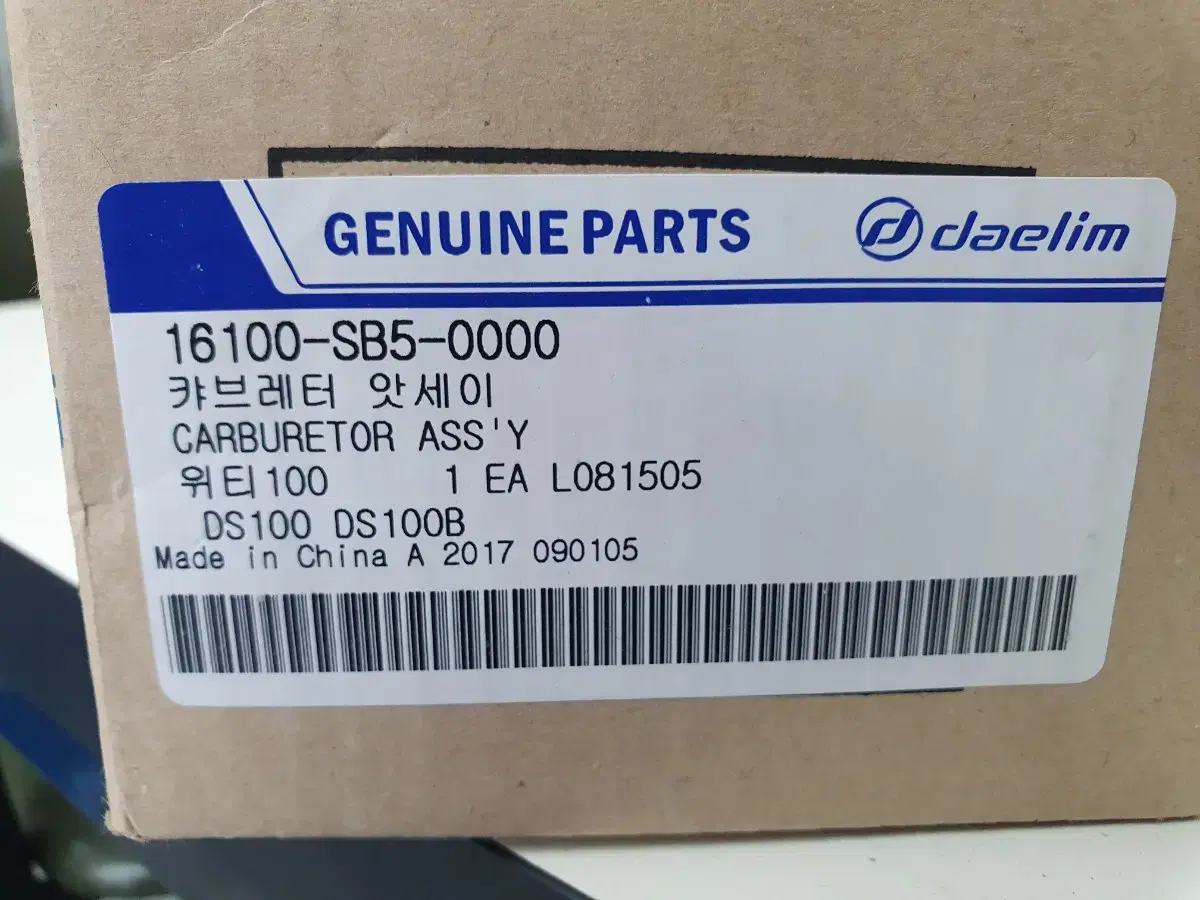 GENUINE PARTS daelim
16100-SB5-0000
캬브레터 앗세이
CARBURETOR ASS'Y
위티100 1 EA L081505
DS100 DS100B
Made in China A 2017 090105